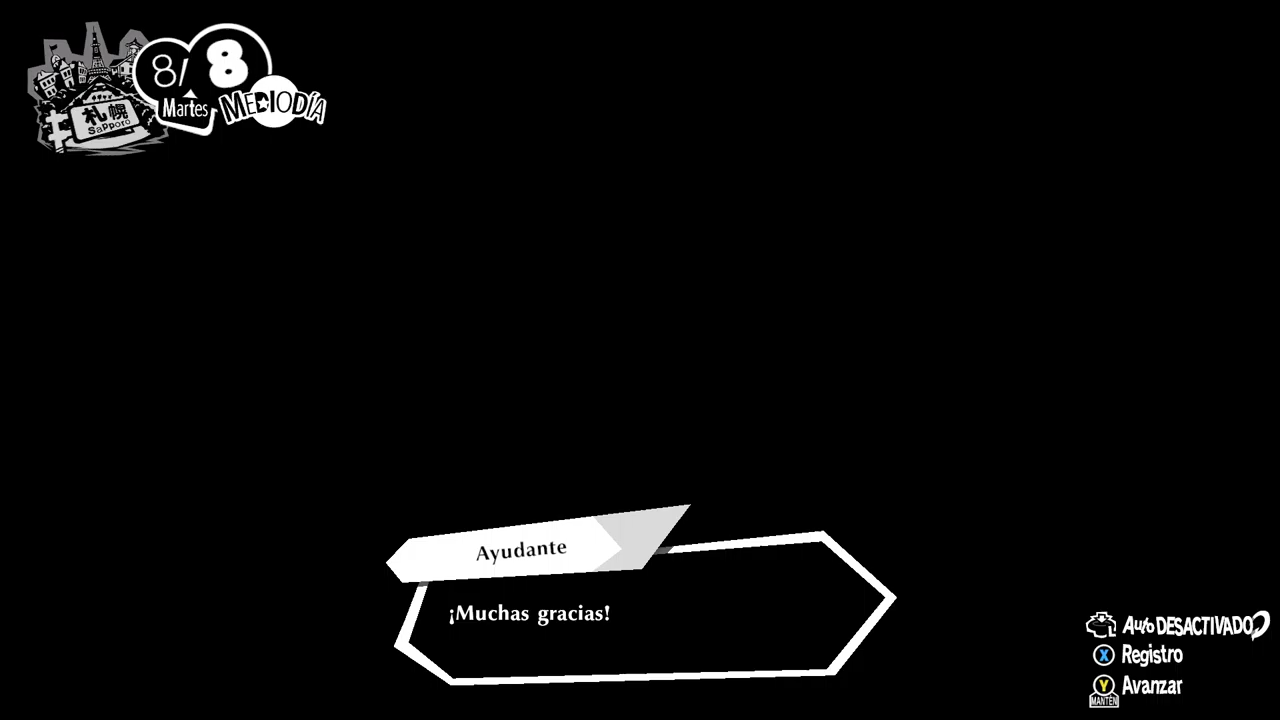 8/8
Martes MEDIODÍA
札幌
Sapporo
Ayudante
¡Muchas gracias!
Auto DESACTIVADO
X Registro
Y Avanzar
MANTÉN